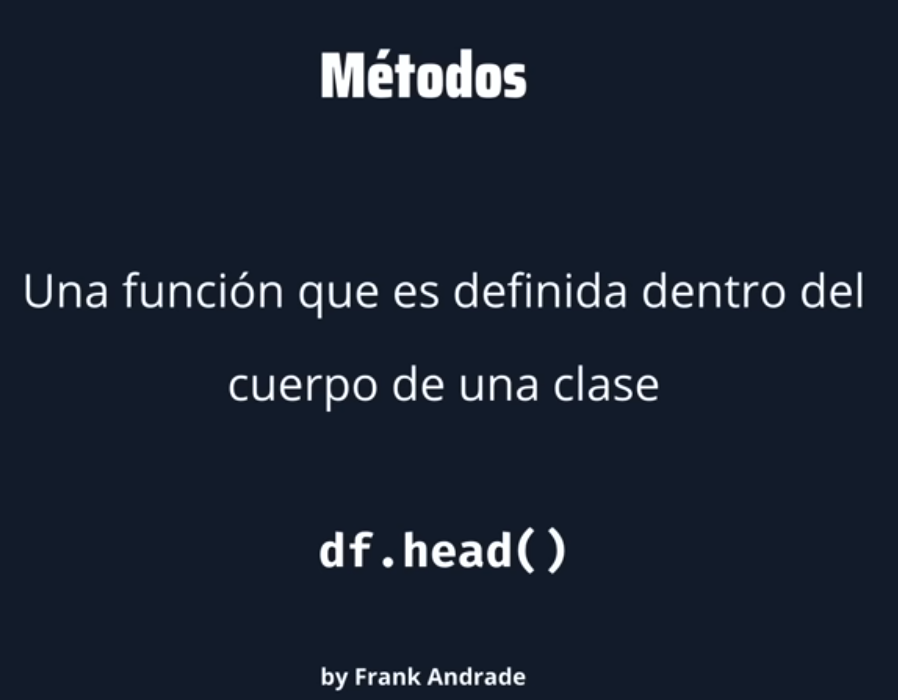 Métodos
Una función que es definida dentro del
cuerpo de una clase
df.head()
by Frank Andrade